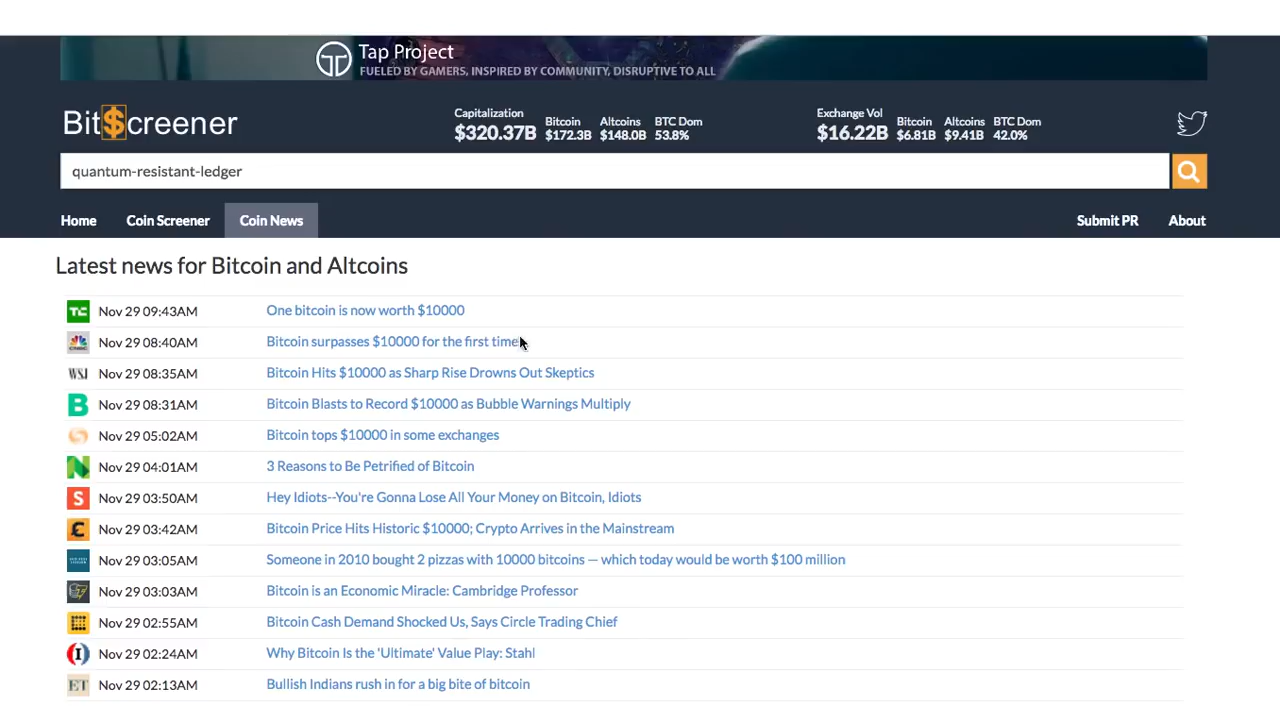 Tap Project
FUELED BY GAMERS, INSPIRED BY COMMUNITY, DISRUPTIVE TO ALL
Bit$creener
Capitalization
$320.37B
Bitcoin
$172.3B
Altcoins
$148.0B
BTC Dom
53.8%
Exchange Vol
$16.22B
Bitcoin
$6.81B
Altcoins
$9.41B
BTC Dom
42.0%
quantum-resistant-ledger
Home Coin Screener Coin News Submit PR About
Latest news for Bitcoin and Altcoins
TC Nov 29 09:43AM One bitcoin is now worth $10000
Nov 29 08:40AM Bitcoin surpasses $10000 for the first time
WSJ Nov 29 08:35AM Bitcoin Hits $10000 as Sharp Rise Drowns Out Skeptics
B Nov 29 08:31AM Bitcoin Blasts to Record $10000 as Bubble Warnings Multiply
Nov 29 05:02AM Bitcoin tops $10000 in some exchanges
N Nov 29 04:01AM 3 Reasons to Be Petrified of Bitcoin
S Nov 29 03:50AM Hey Idiots--You're Gonna Lose All Your Money on Bitcoin, Idiots
Nov 29 03:42AM Bitcoin Price Hits Historic $10000; Crypto Arrives in the Mainstream
Nov 29 03:05AM Someone in 2010 bought 2 pizzas with 10000 bitcoins — which today would be worth $100 million
Nov 29 03:03AM Bitcoin is an Economic Miracle: Cambridge Professor
Nov 29 02:55AM Bitcoin Cash Demand Shocked Us, Says Circle Trading Chief
I Nov 29 02:24AM Why Bitcoin Is the 'Ultimate' Value Play: Stahl
ET Nov 29 02:13AM Bullish Indians rush in for a big bite of bitcoin